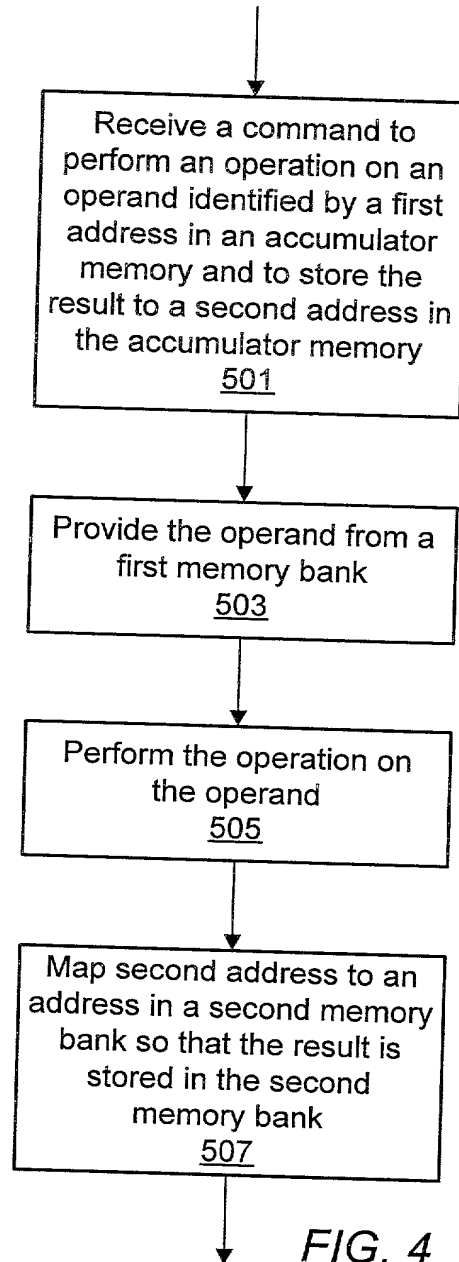 Receive a command to
perform an operation on an
operand identified by a first
address in an accumulator
memory and to store the
result to a second address in
the accumulator memory
501
Provide the operand from a
first memory bank
503
Perform the operation on
the operand
505
Map second address to an
address in a second memory
bank so that the result is
stored in the second
memory bank
507
FIG. 4